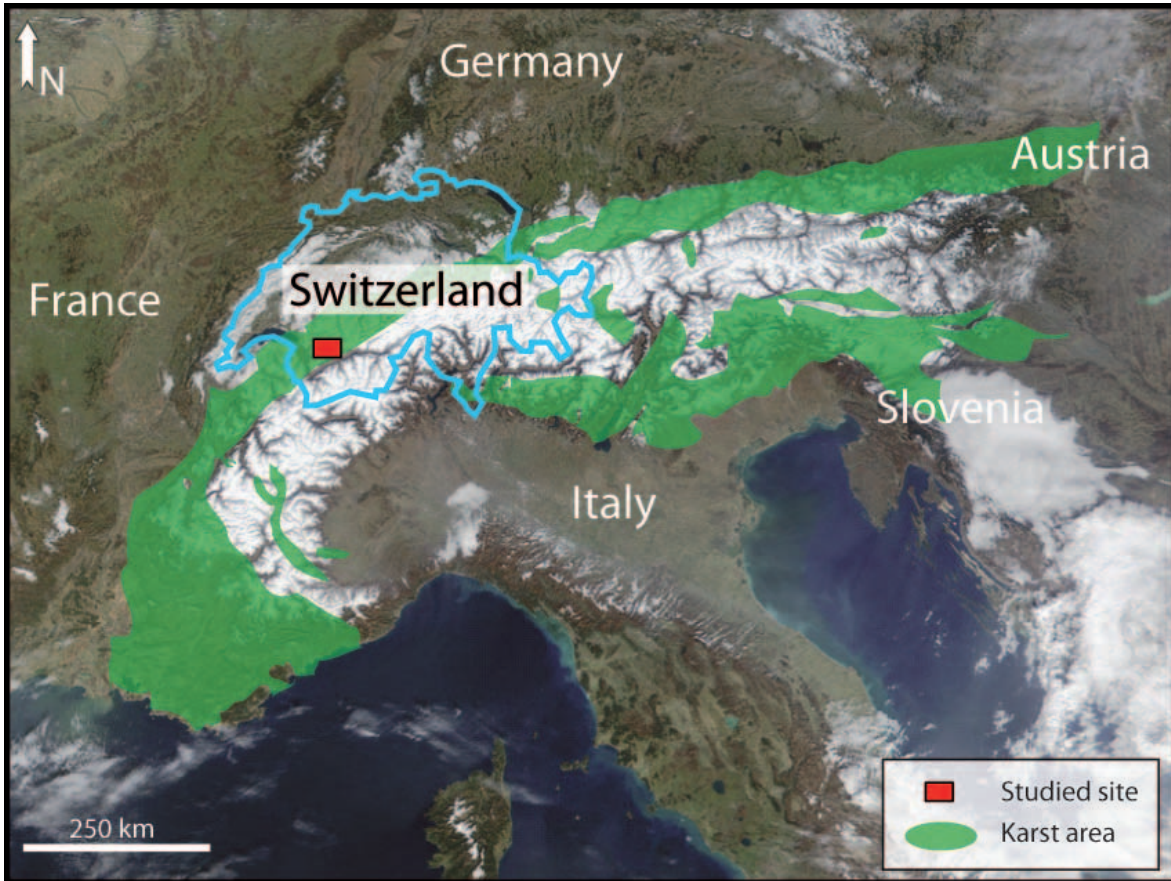 N
Germany
Austria
Switzerland
France
Slovenia
Italy
250 km
Studied site
Karst area